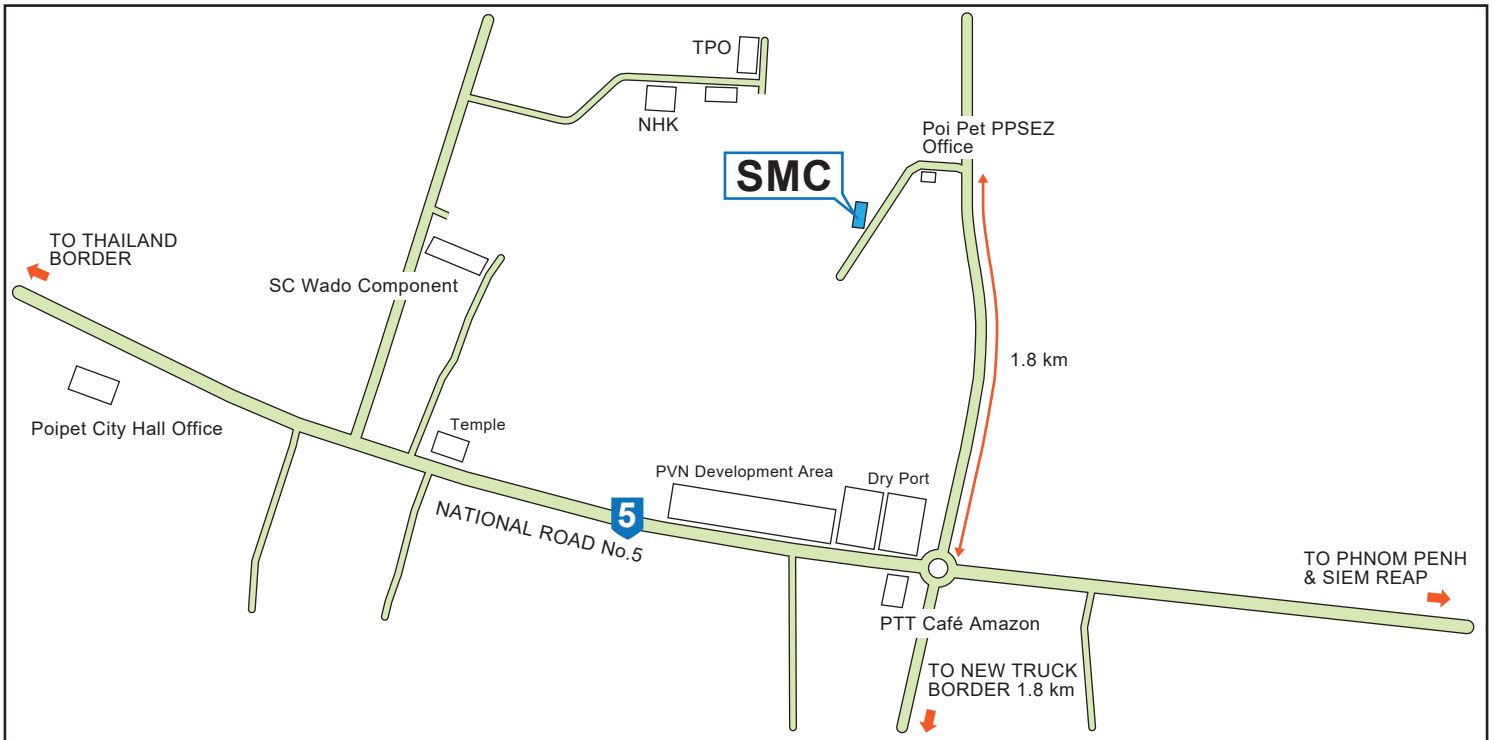 TPO
NHK
Poi Pet PPSEZ
Office
SMC
TO THAILAND
BORDER
SC Wado Component
1.8 km
Poipet City Hall Office
Temple
PVN Development Area
Dry Port
5
NATIONAL ROAD No.5
TO PHNOM PENH
& SIEM REAP
PTT Café Amazon
TO NEW TRUCK
BORDER 1.8 km